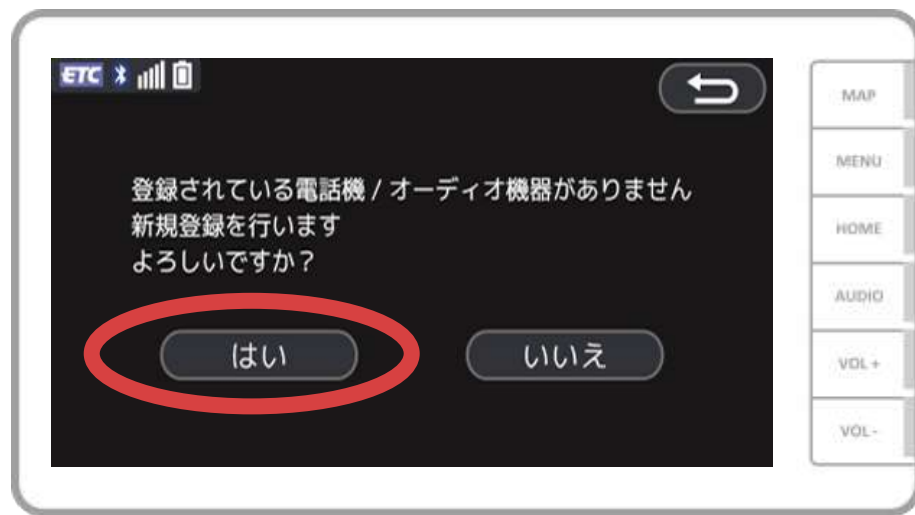 ETC
登録されている電話機 / オーディオ機器がありません
新規登録を行います
よろしいですか？
はい
いいえ
MAP
MENU
HOME
AUDIO
VOL +
VOL -